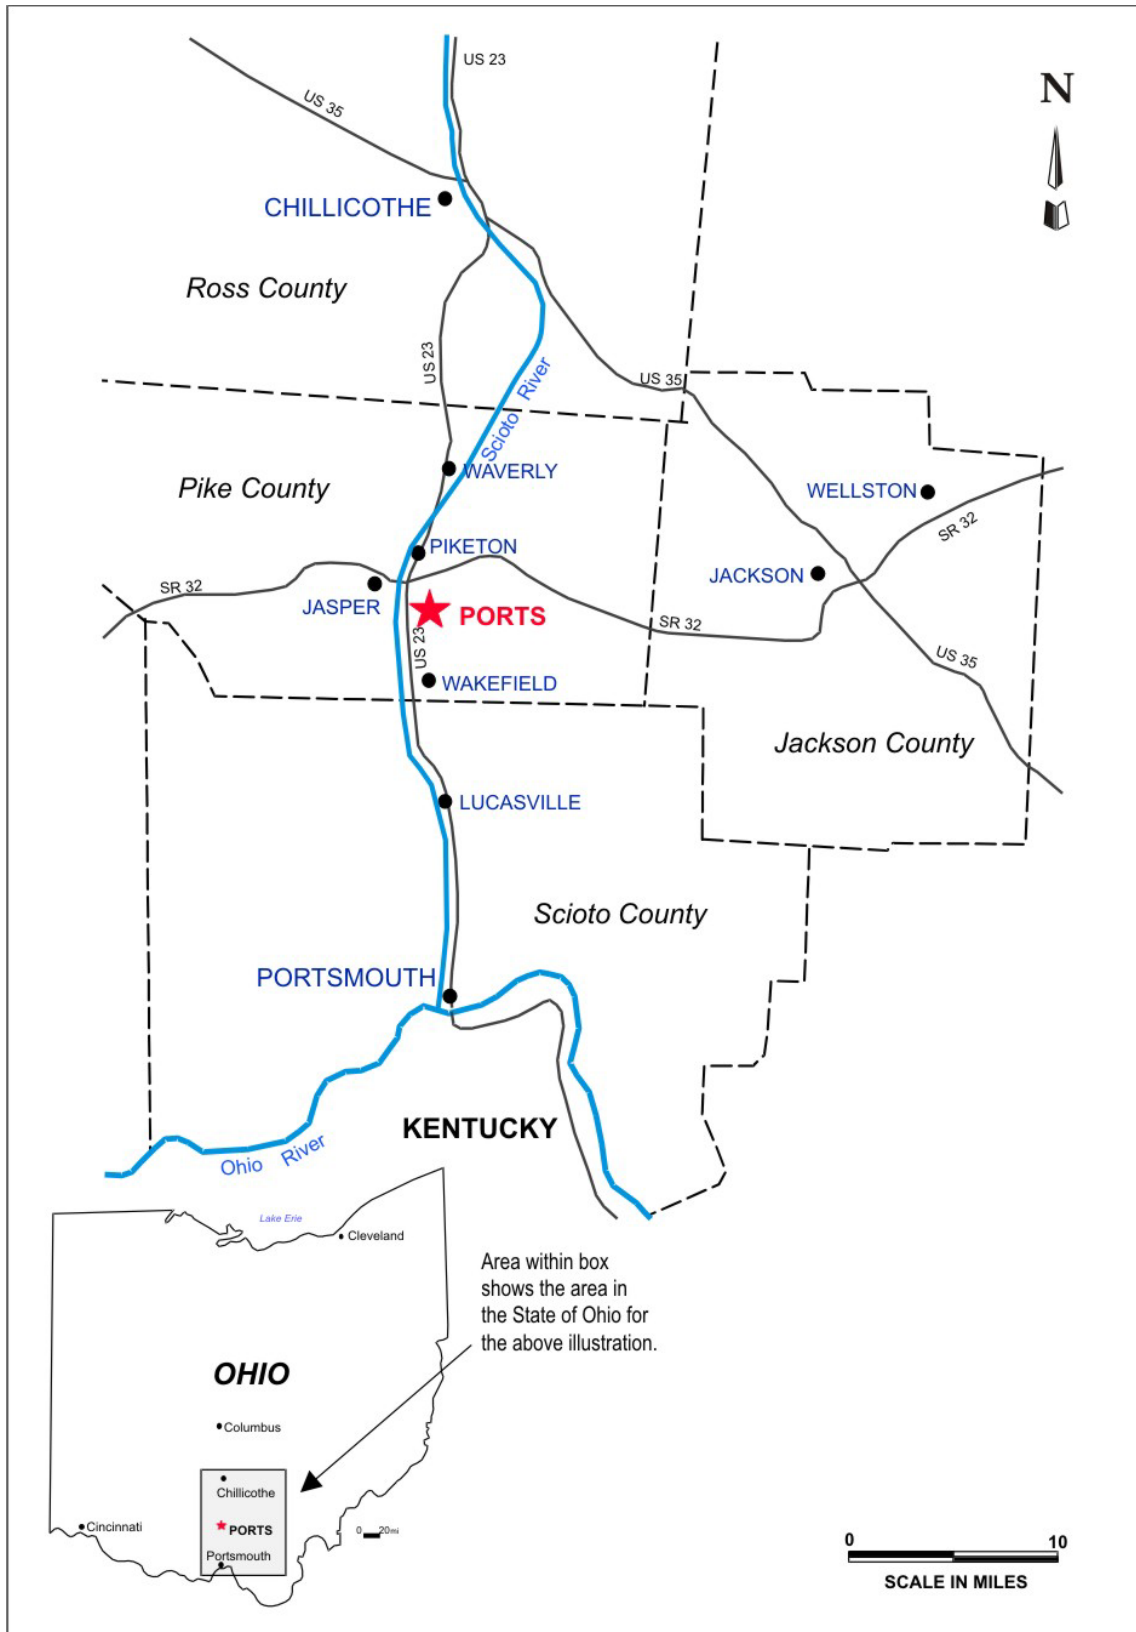 US 23
N
US 35
CHILLICOTHE
Ross County
US 23
Scioto River
US 35
WAVERLY
Pike County
WELLSTON
SR 32
PIKETON
JACKSON
SR 32
JASPER
PORTS
SR 32
US 23
US 35
WAKEFIELD
Jackson County
LUCASVILLE
Scioto County
PORTSMOUTH
KENTUCKY
Ohio River
Lake Erie
Cleveland
Area within box
shows the area in
the State of Ohio for
the above illustration.
OHIO
Columbus
Chillicothe
Cincinnati
PORTS
0 20mi
Portsmouth
0 10
SCALE IN MILES